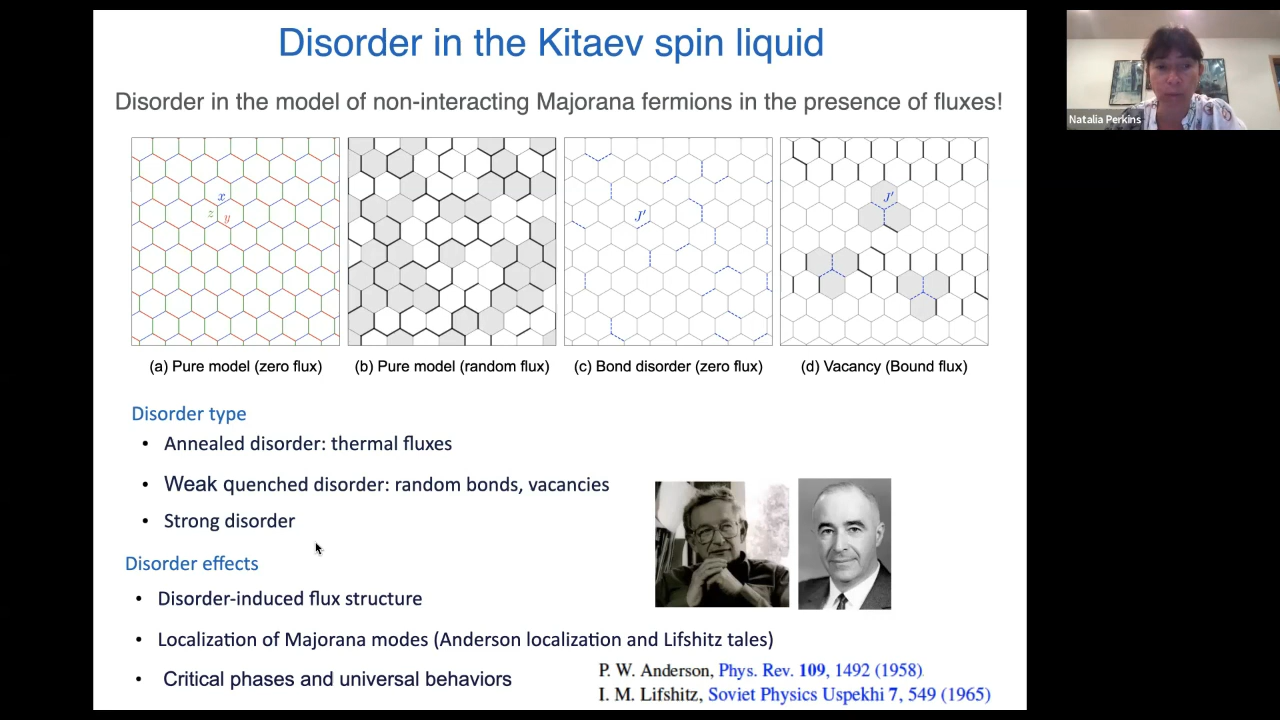 Disorder in the Kitaev spin liquid
Disorder in the model of non-interacting Majorana fermions in the presence of fluxes!
Natalia Perkins
x
z
y
J'
J'
(a) Pure model (zero flux)
(b) Pure model (random flux)
(c) Bond disorder (zero flux)
(d) Vacancy (Bound flux)
Disorder type
• Annealed disorder: thermal fluxes
• Weak quenched disorder: random bonds, vacancies
• Strong disorder
Disorder effects
• Disorder-induced flux structure
• Localization of Majorana modes (Anderson localization and Lifshitz tales)
• Critical phases and universal behaviors
P. W. Anderson, Phys. Rev. 109, 1492 (1958)
I. M. Lifshitz, Soviet Physics Uspekhi 7, 549 (1965)